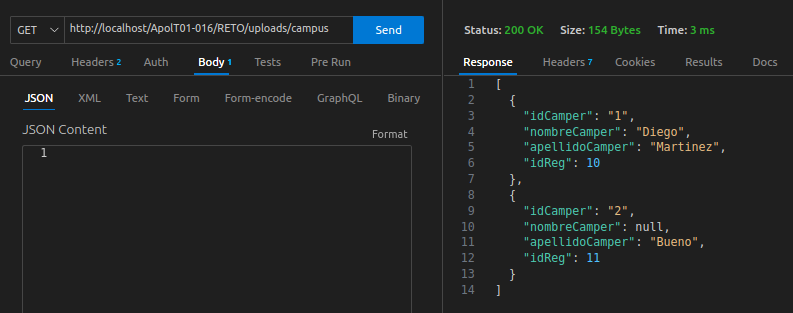 GET http://localhost/ApolT01-016/RETO/uploads/campus Send
Query Headers 2 Auth Body 1 Tests Pre Run
JSON XML Text Form Form-encode GraphQL Binary
JSON Content Format
1
Status: 200 OK Size: 154 Bytes Time: 3 ms
Response Headers 7 Cookies Results Docs
1 [
2 {
3 "idCamper": "1",
4 "nombreCamper": "Diego",
5 "apellidoCamper": "Martinez",
6 "idReg": 10
7 },
8 {
9 "idCamper": "2",
10 "nombreCamper": null,
11 "apellidoCamper": "Bueno",
12 "idReg": 11
13 }
14 ]